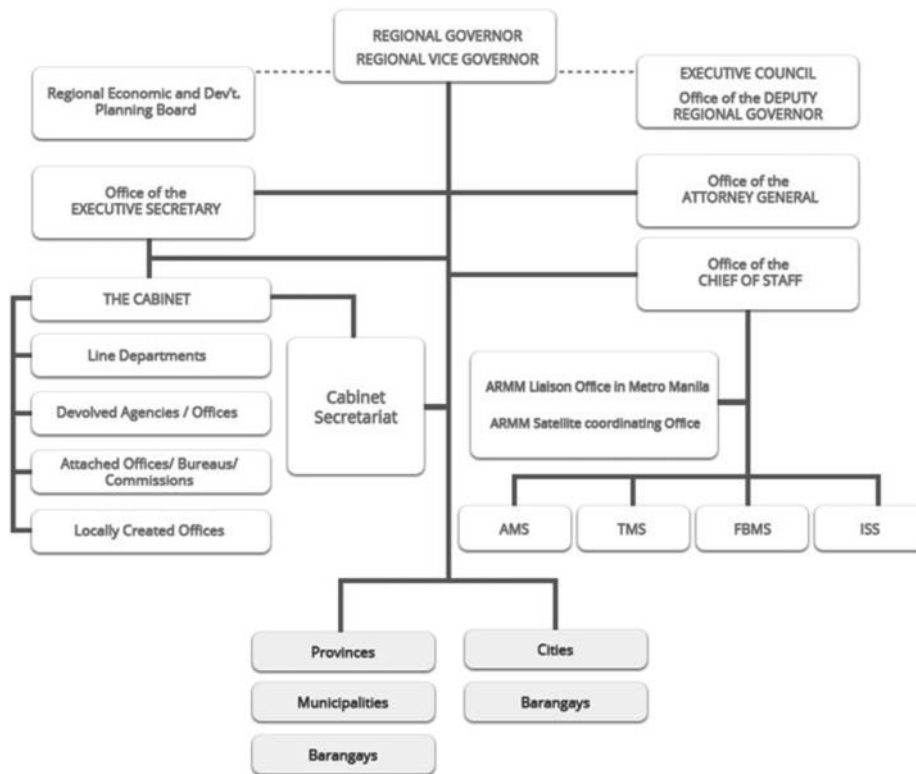 REGIONAL GOVERNOR
REGIONAL VICE GOVERNOR
Regional Economic and Dev't.
Planning Board
EXECUTIVE COUNCIL
Office of the DEPUTY
REGIONAL GOVERNOR
Office of the
EXECUTIVE SECRETARY
Office of the
ATTORNEY GENERAL
Office of the
CHIEF OF STAFF
THE CABINET
Line Departments
Devolved Agencies / Offices
Attached Offices/ Bureaus/
Commissions
Locally Created Offices
Cabinet
Secretariat
ARMM Liaison Office in Metro Manila
ARMM Satellite coordinating Office
AMS
TMS
FBMS
ISS
Provinces
Municipalities
Barangays
Cities
Barangays